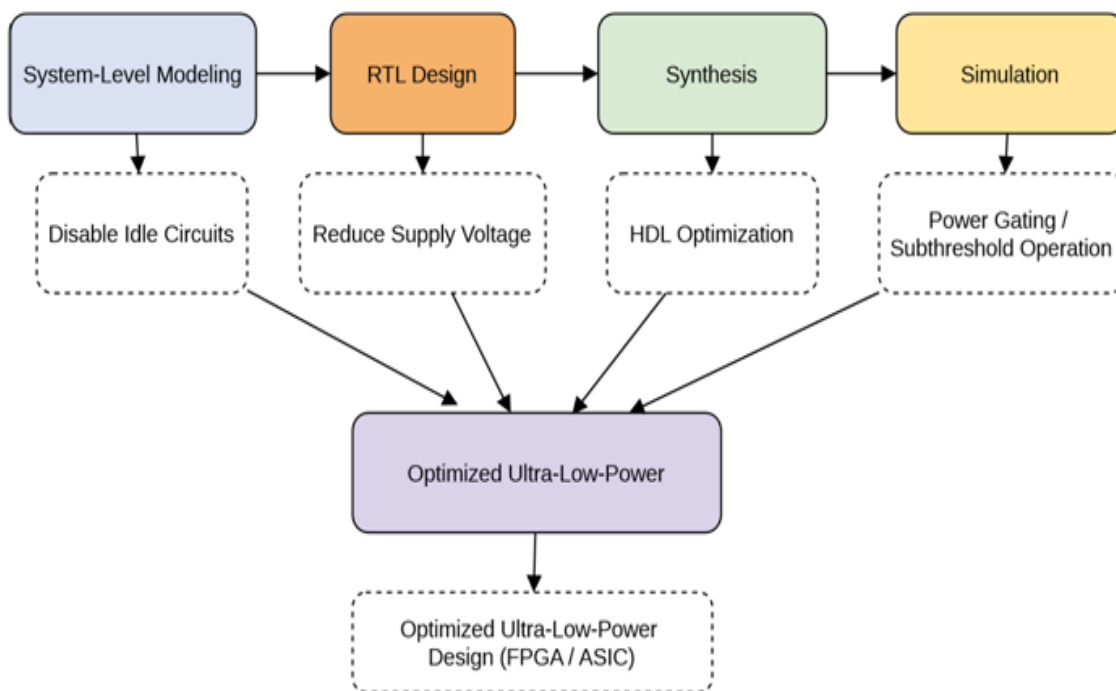 System-Level Modeling
RTL Design
Synthesis
Simulation
Disable Idle Circuits
Reduce Supply Voltage
HDL Optimization
Power Gating /
Subthreshold Operation
Optimized Ultra-Low-Power
Optimized Ultra-Low-Power
Design (FPGA / ASIC)